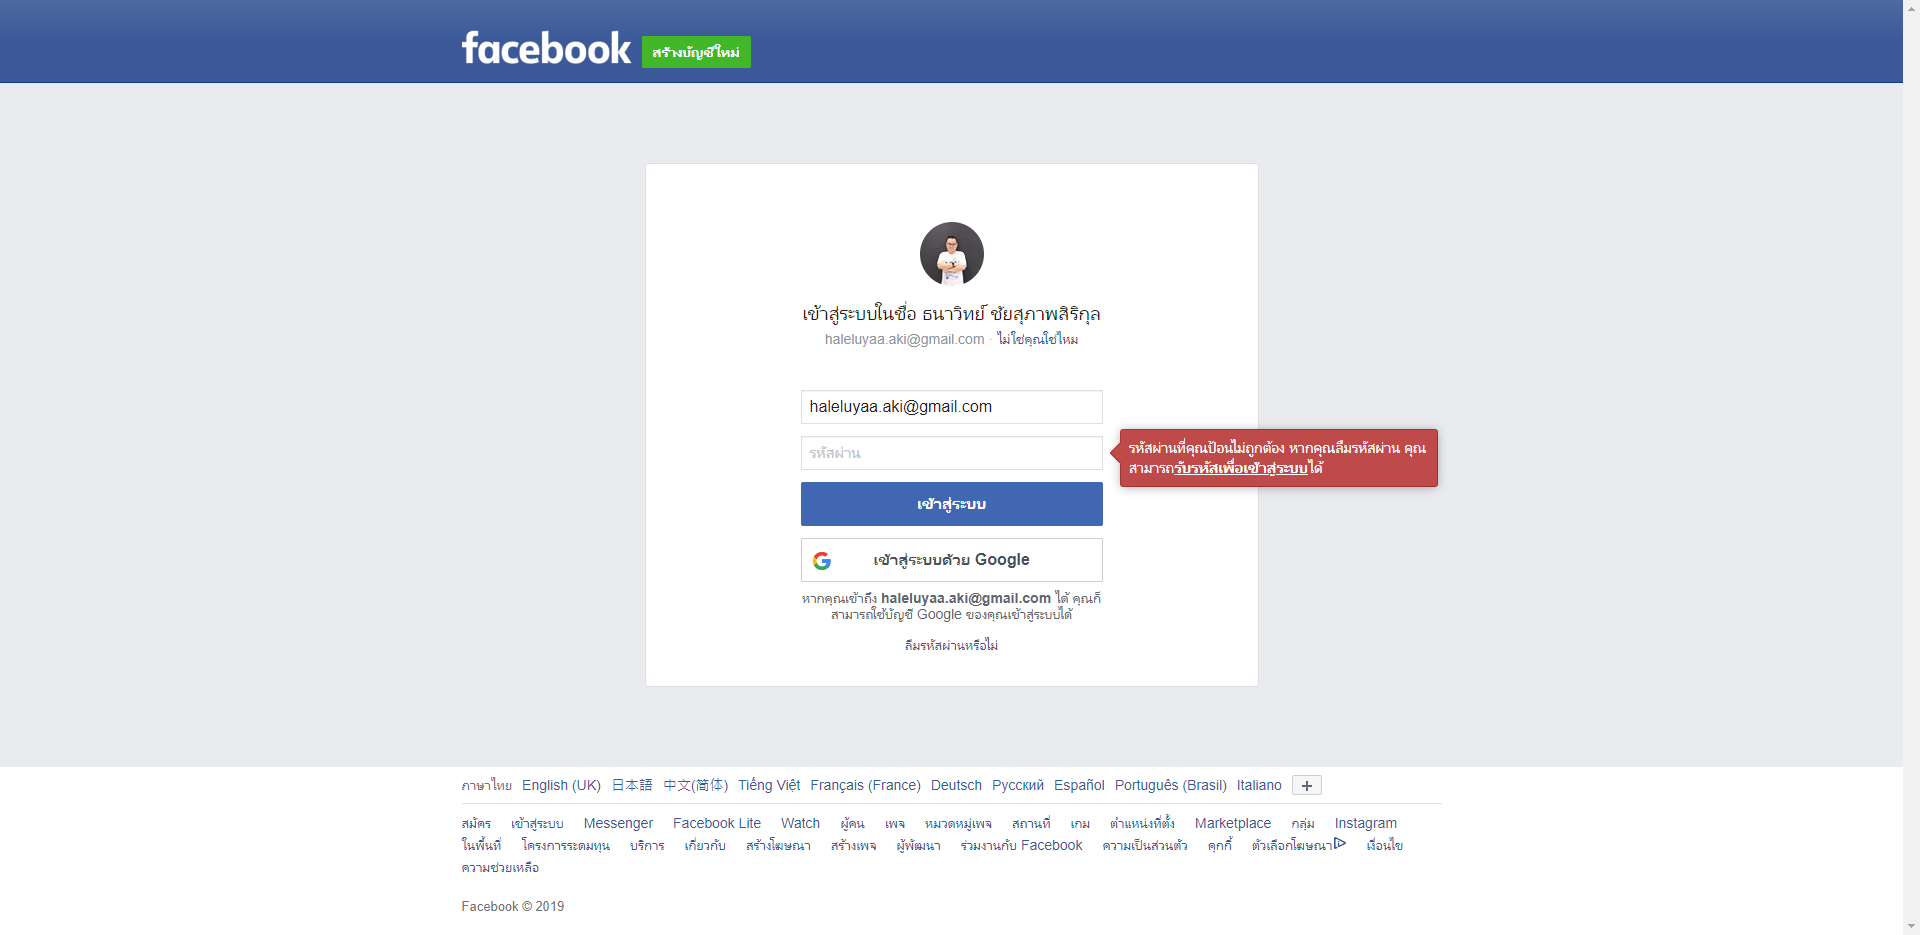 facebook สร้างบัญชีใหม่
เข้าสู่ระบบในชื่อ ธนาวิทย์ ชัยสุภาพสิริกุล
haleluyaa.aki@gmail.com · ไม่ใช่คุณใช่ไหม
haleluyaa.aki@gmail.com
รหัสผ่าน
รหัสผ่านที่คุณป้อนไม่ถูกต้อง หากคุณลืมรหัสผ่าน คุณ
สามารถรับรหัสเพื่อเข้าสู่ระบบได้
เข้าสู่ระบบ
เข้าสู่ระบบด้วย Google
หากคุณเข้าถึง haleluyaa.aki@gmail.com ได้ คุณก็
สามารถใช้บัญชี Google ของคุณเข้าสู่ระบบได้
ลืมรหัสผ่านหรือไม่
ภาษาไทย English (UK) 日本語 中文(简体) Tiếng Việt Français (France) Deutsch Русский Español Português (Brasil) Italiano +
สมัคร เข้าสู่ระบบ Messenger Facebook Lite Watch ผู้คน เพจ หมวดหมู่เพจ สถานที่ เกม ตำแหน่งที่ตั้ง Marketplace กลุ่ม Instagram
ในพื้นที่ โครงการระดมทุน บริการ เกี่ยวกับ สร้างโฆษณา สร้างเพจ ผู้พัฒนา ร่วมงานกับ Facebook ความเป็นส่วนตัว คุกกี้ ตัวเลือกโฆษณา เงื่อนไข
ความช่วยเหลือ
Facebook © 2019